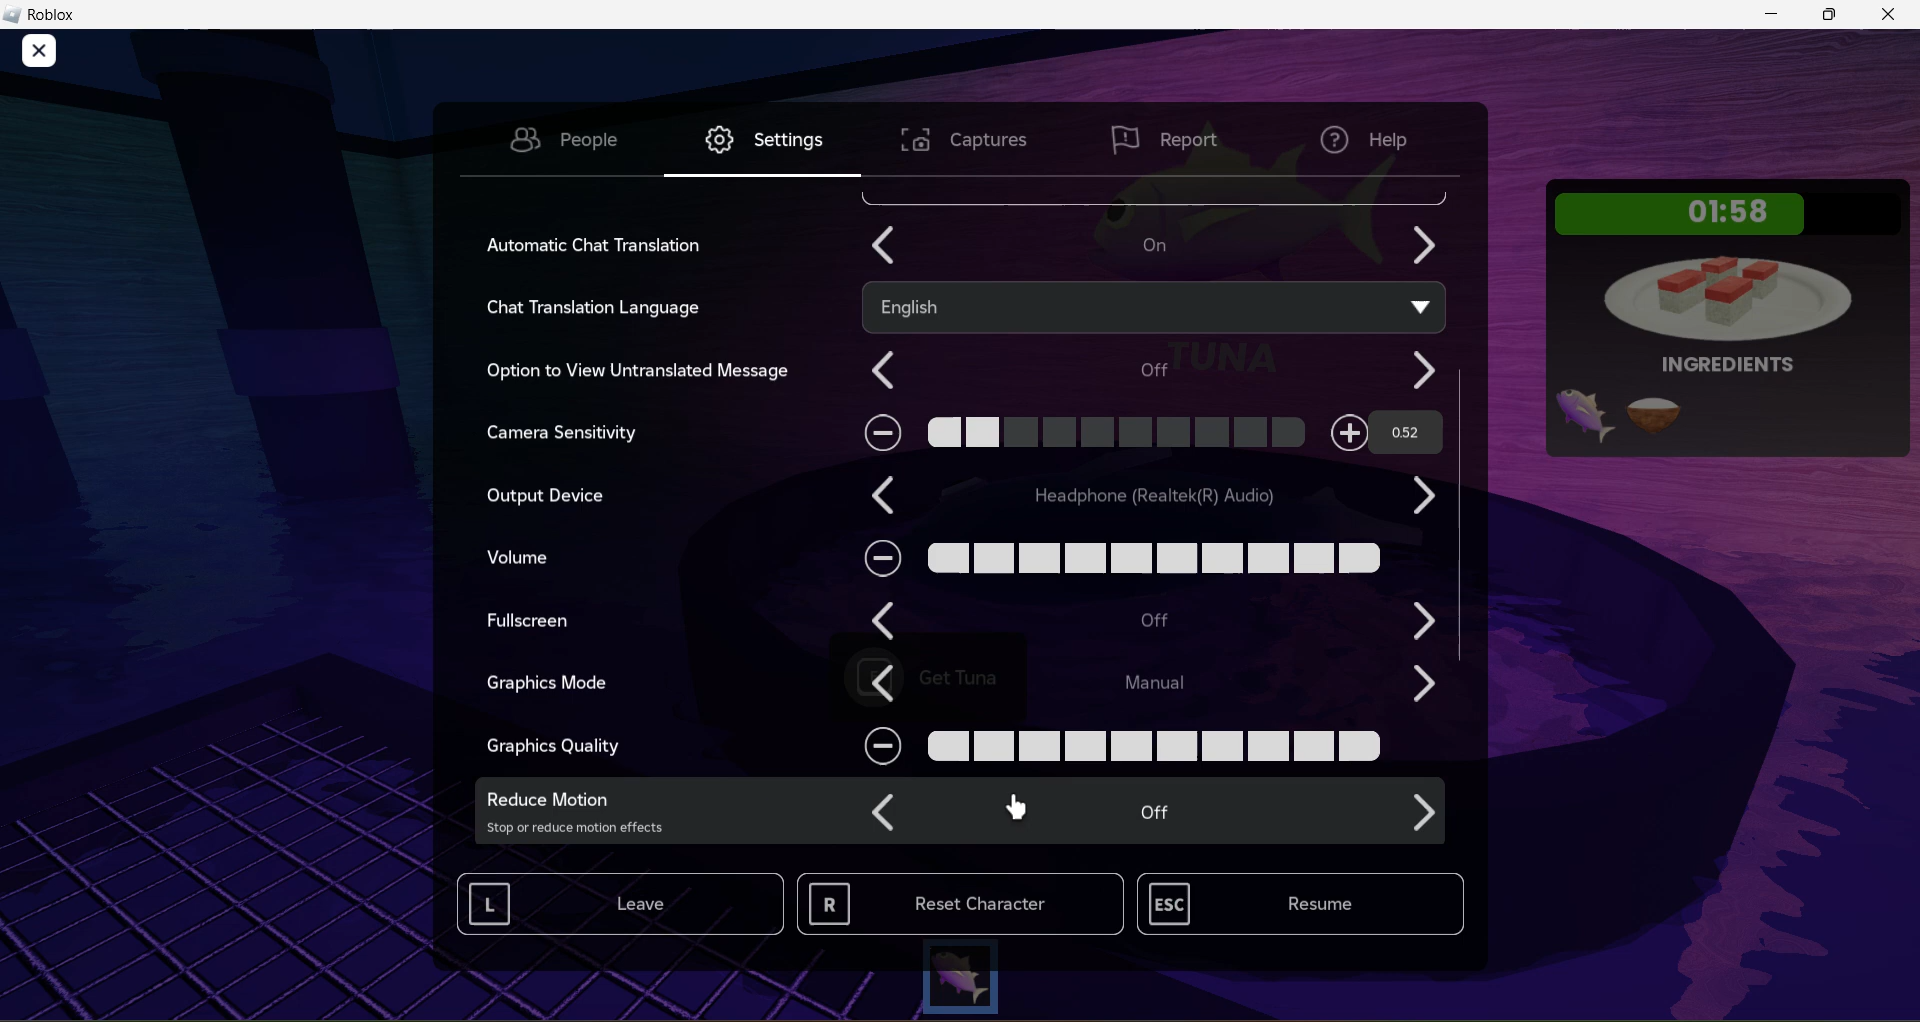 Roblox
People
Settings
Captures
Report
Help
01:58
Automatic Chat Translation
On
Chat Translation Language
English
TUNA
INGREDIENTS
Option to View Untranslated Message
Off
Camera Sensitivity
0.52
Output Device
Headphone (Realtek(R) Audio)
Volume
Fullscreen
Off
Graphics Mode
Get Tuna
Manual
Graphics Quality
Reduce Motion
Off
Stop or reduce motion effects
L
Leave
R
Reset Character
ESC
Resume